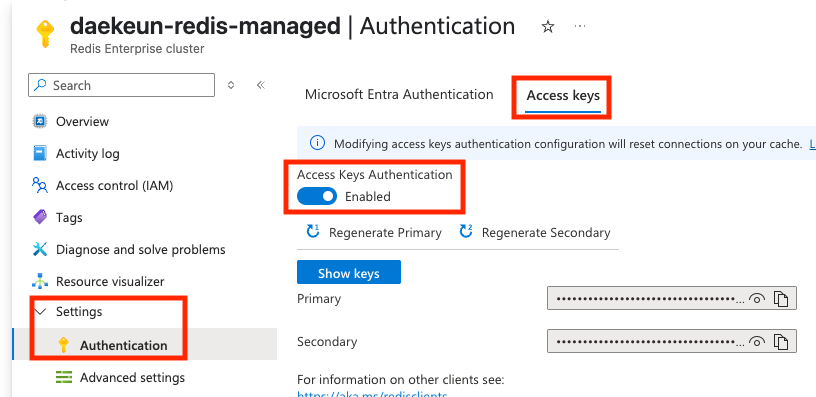 daekeun-redis-managed | Authentication
Redis Enterprise cluster
Search
Overview
Activity log
Access control (IAM)
Tags
Diagnose and solve problems
Resource visualizer
Settings
Authentication
Advanced settings
Microsoft Entra Authentication
Access keys
Modifying access keys authentication configuration will reset connections on your cache. L
Access Keys Authentication
Enabled
Regenerate Primary
Regenerate Secondary
Show keys
Primary
Secondary
For information on other clients see:
https://aka.ms/redisclients